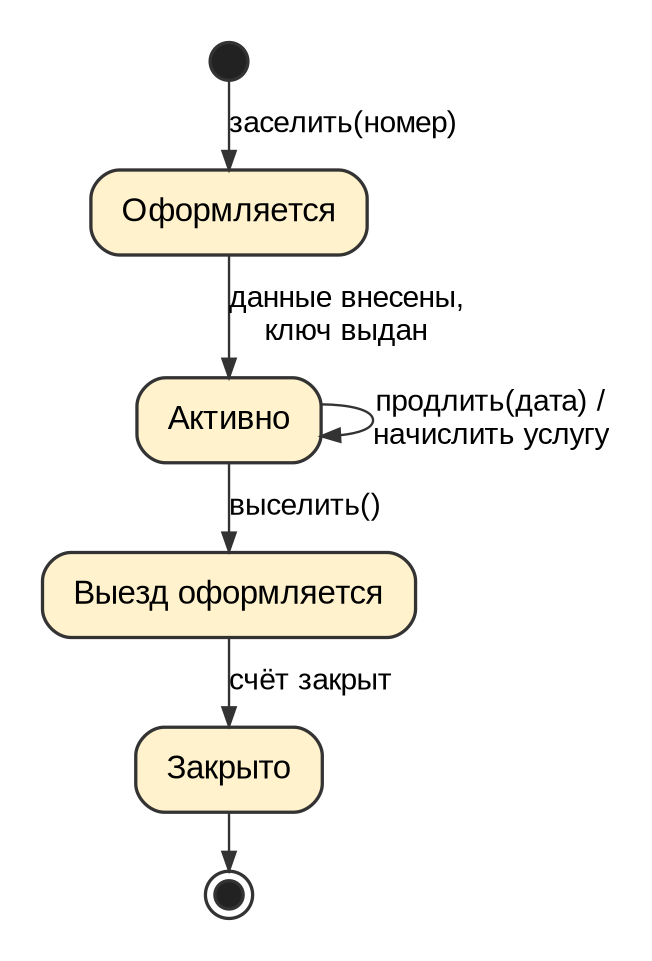 заселить(номер)
Оформляется
данные внесены,
ключ выдан
Активно
продлить(дата) /
начислить услугу
выселить()
Выезд оформляется
счёт закрыт
Закрыто